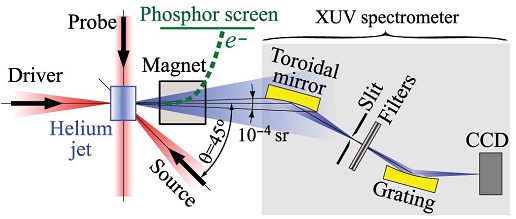 Phosphor screen
XUV spectrometer
Probe
e-
Magnet
Toroidal
mirror
Driver
Slit
Filters
Helium
jet
θ=45º
10⁻⁴ sr
CCD
Source
Grating